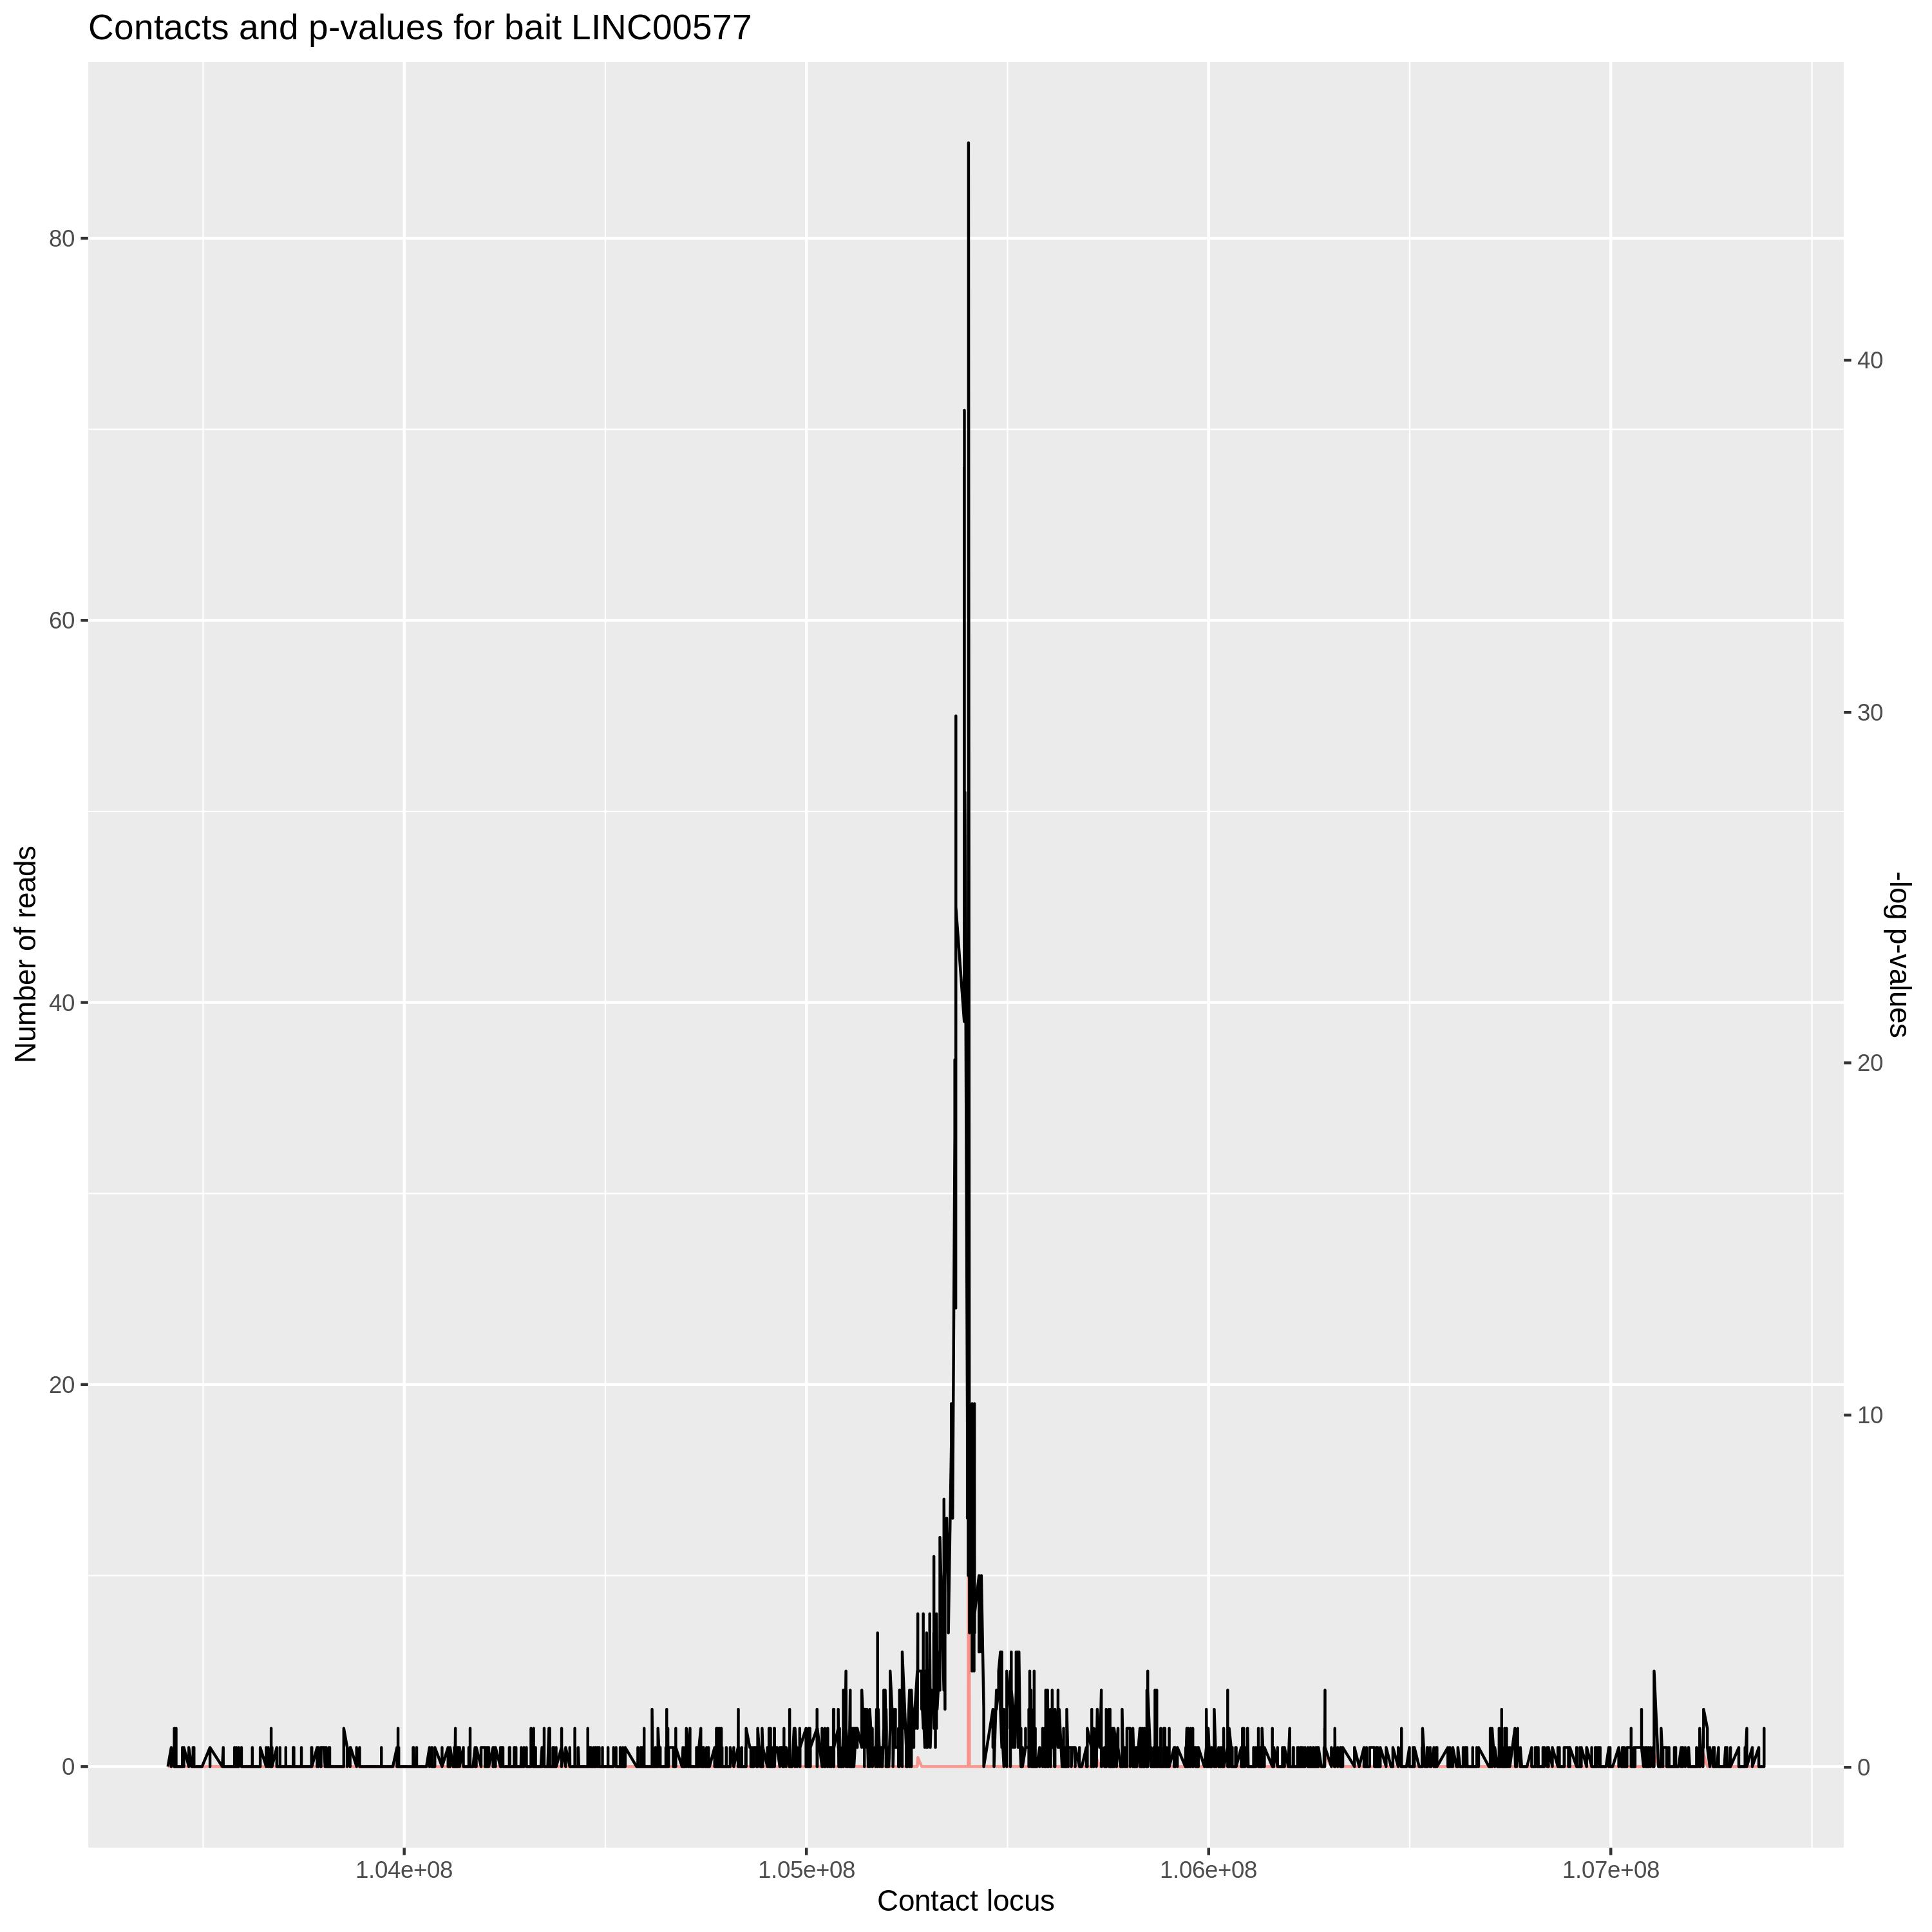 Contacts and p-values for bait LINC00577
80
60
40
20
0
Number of reads
40
30
20
10
0
-log p-values
1.04e+08
1.05e+08
1.06e+08
1.07e+08
Contact locus